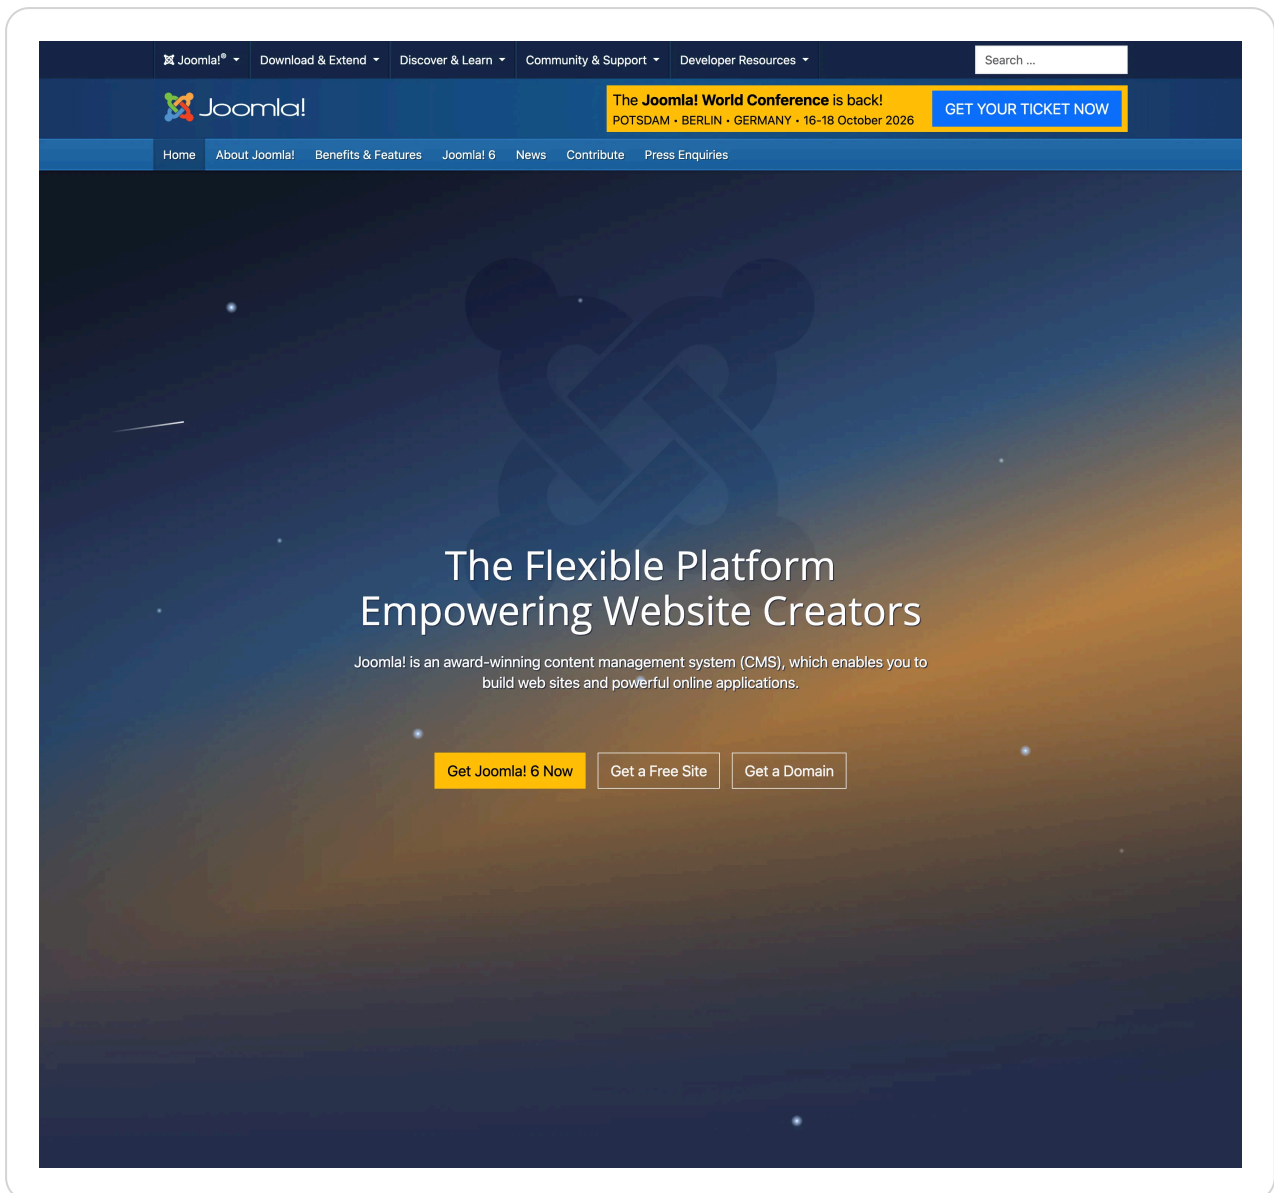 Joomla!® Download & Extend Discover & Learn Community & Support Developer Resources Search ...
Joomla!
The Joomla! World Conference is back!
POTSDAM • BERLIN • GERMANY • 16-18 October 2026
GET YOUR TICKET NOW
Home About Joomla! Benefits & Features Joomla! 6 News Contribute Press Enquiries
The Flexible Platform
Empowering Website Creators
Joomla! is an award-winning content management system (CMS), which enables you to
build web sites and powerful online applications.
Get Joomla! 6 Now Get a Free Site Get a Domain